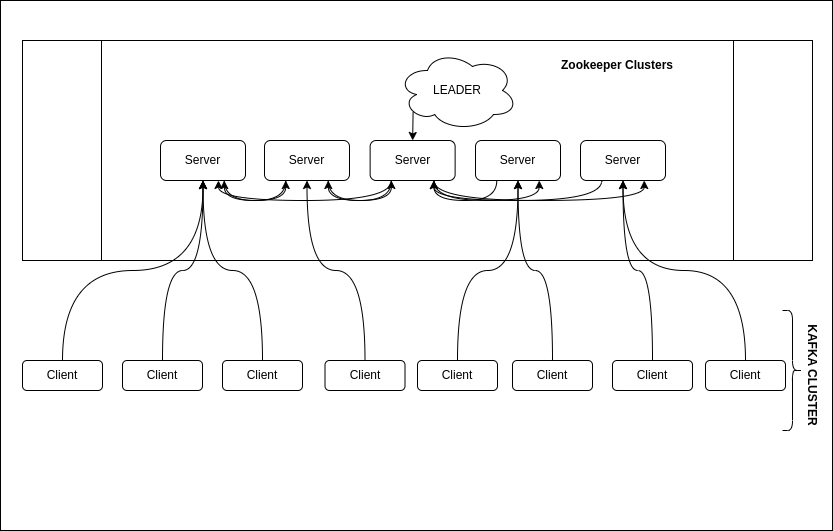 Zookeeper Clusters
LEADER
Server
Server
Server
Server
Server
Client
Client
Client
Client
Client
Client
Client
Client
KAFKA CLUSTER